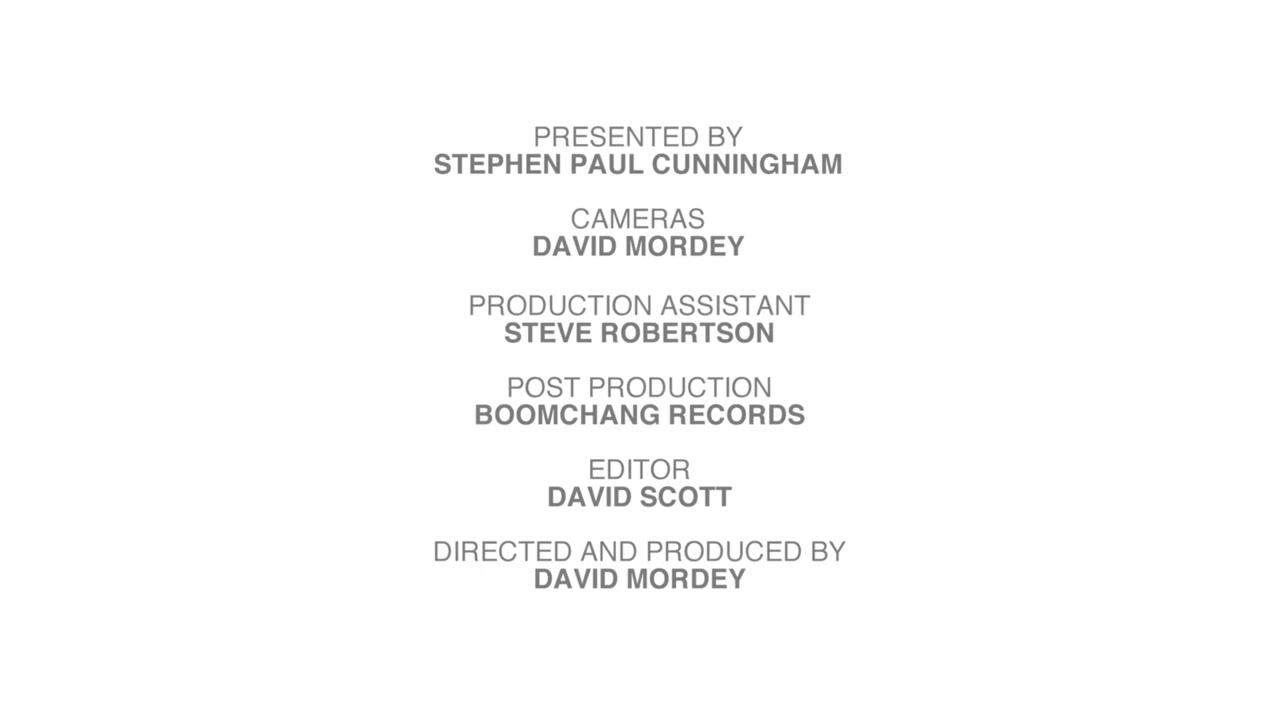 PRESENTED BY
STEPHEN PAUL CUNNINGHAM
CAMERAS
DAVID MORDEY
PRODUCTION ASSISTANT
STEVE ROBERTSON
POST PRODUCTION
BOOMCHANG RECORDS
EDITOR
DAVID SCOTT
DIRECTED AND PRODUCED BY
DAVID MORDEY